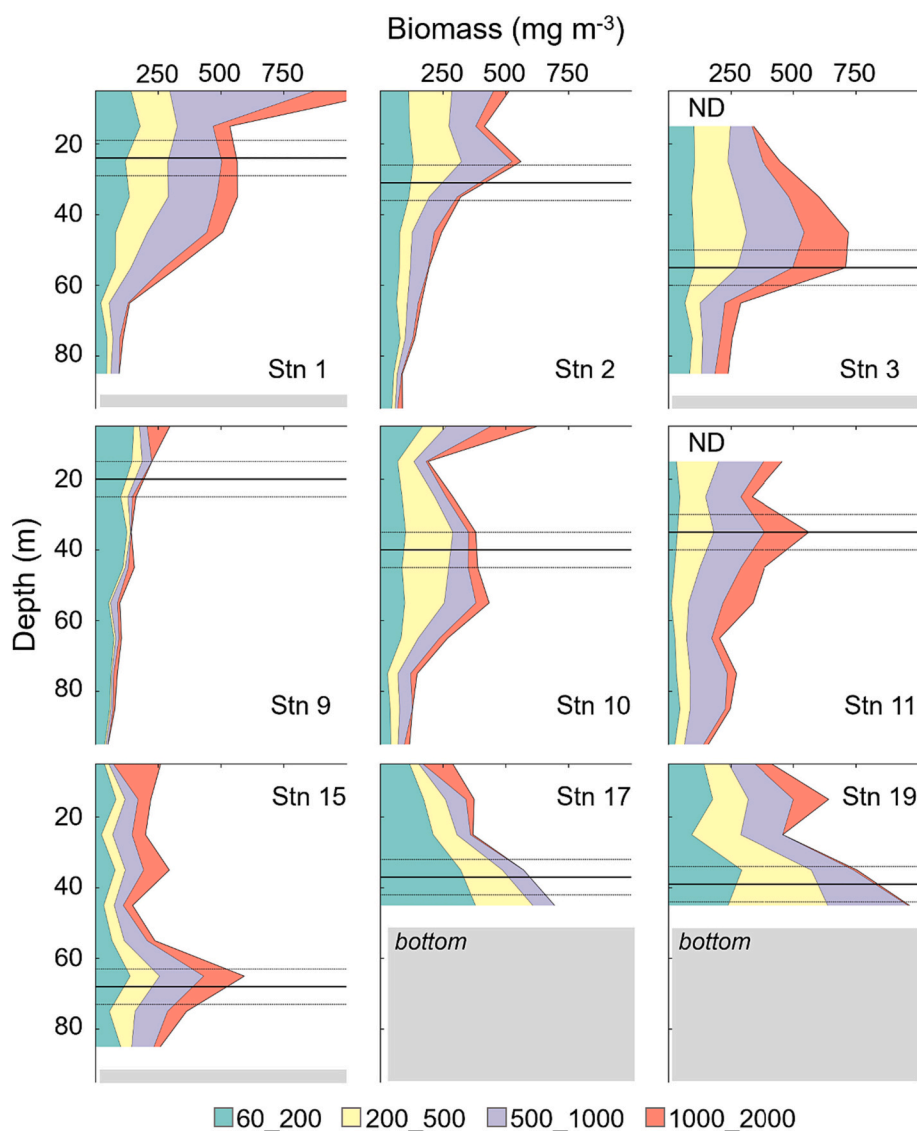 Biomass (mg m-3)
250 500 750 250 500 750 250 500 750
ND
20
40
60
80
Stn 1 Stn 2 Stn 3
ND
Depth (m)
20
40
60
80
Stn 9 Stn 10 Stn 11
Stn 15 Stn 17 Stn 19
20
40
bottom bottom
60
80
60_200 200_500 500_1000 1000_2000